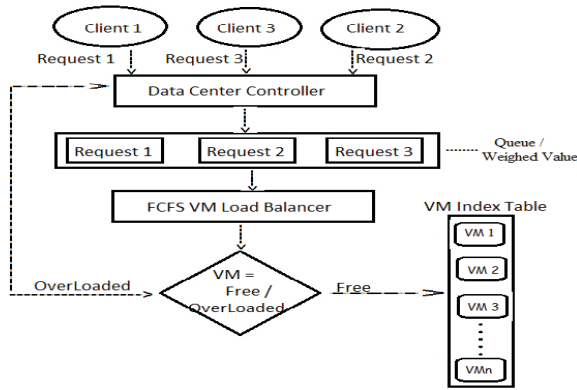 Client 1
Client 3
Client 2
Request 1
Request 3
Request 2
Data Center Controller
Request 1
Request 2
Request 3
Queue /
Weighed Value
FCFS VM Load Balancer
VM Index Table
VM 1
VM 2
VM 3
VMn
VM =
Free /
OverLoaded
OverLoaded
Free